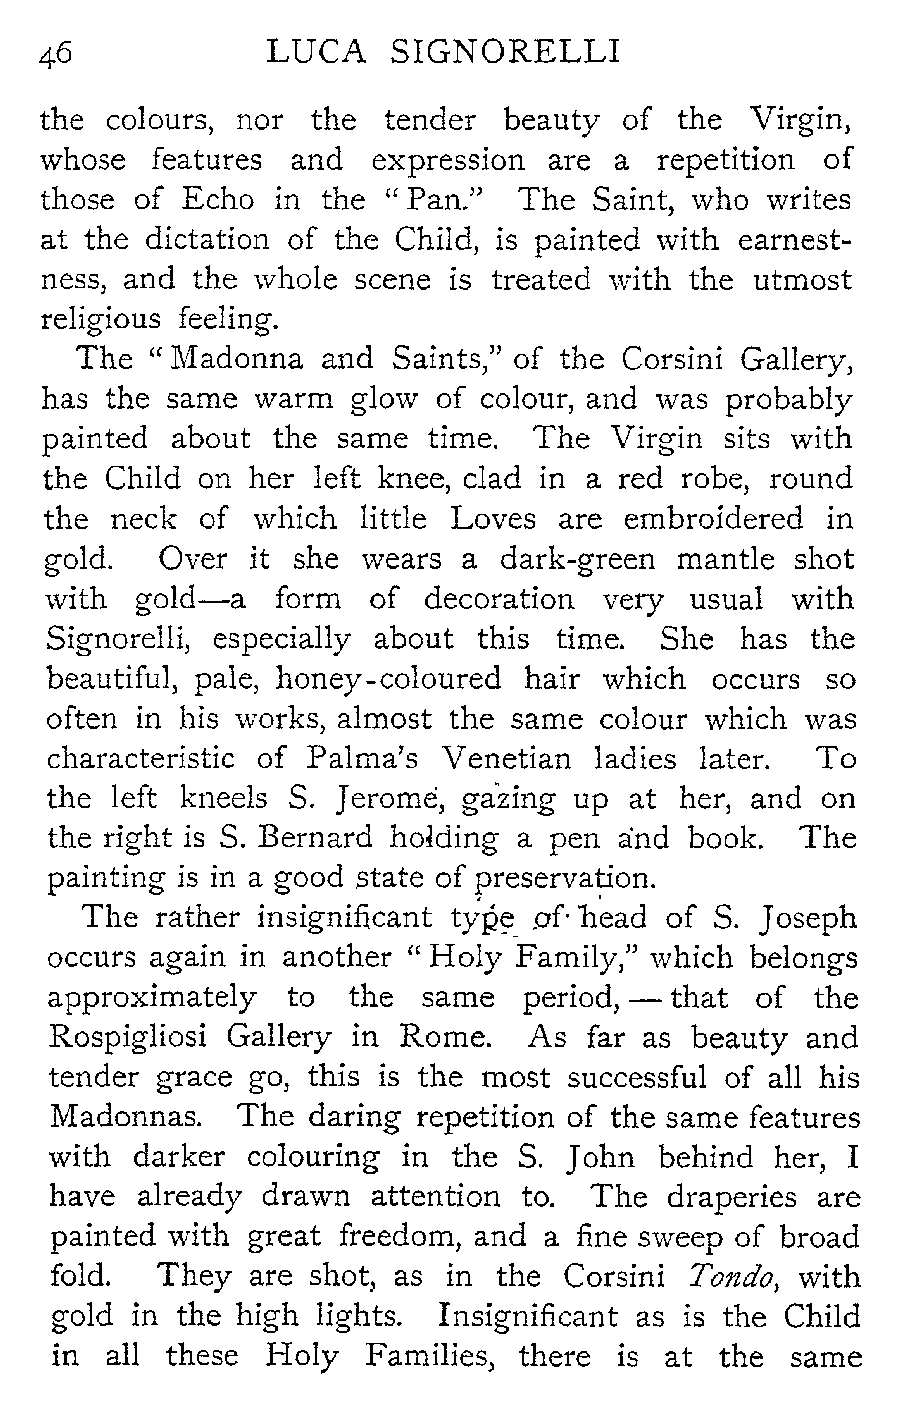 46 LUCA SIGNORELLI
the colours, nor the tender beauty of the Virgin,
whose features and expression are a repetition of
those of Echo in the “Pan.” The Saint, who writes
at the dictation of the Child, is painted with earnest-
ness, and the whole scene is treated with the utmost
religious feeling.
The “Madonna and Saints,” of the Corsini Gallery,
has the same warm glow of colour, and was probably
painted about the same time. The Virgin sits with
the Child on her left knee, clad in a red robe, round
the neck of which little Loves are embroidered in
gold. Over it she wears a dark-green mantle shot
with gold—a form of decoration very usual with
Signorelli, especially about this time. She has the
beautiful, pale, honey-coloured hair which occurs so
often in his works, almost the same colour which was
characteristic of Palma's Venetian ladies later. To
the left kneels S. Jerome, gazing up at her, and on
the right is S. Bernard holding a pen and book. The
painting is in a good state of preservation.
The rather insignificant type of head of S. Joseph
occurs again in another “Holy Family,” which belongs
approximately to the same period,—that of the
Rospigliosi Gallery in Rome. As far as beauty and
tender grace go, this is the most successful of all his
Madonnas. The daring repetition of the same features
with darker colouring in the S. John behind her, I
have already drawn attention to. The draperies are
painted with great freedom, and a fine sweep of broad
fold. They are shot, as in the Corsini Tondo, with
gold in the high lights. Insignificant as is the Child
in all these Holy Families, there is at the same